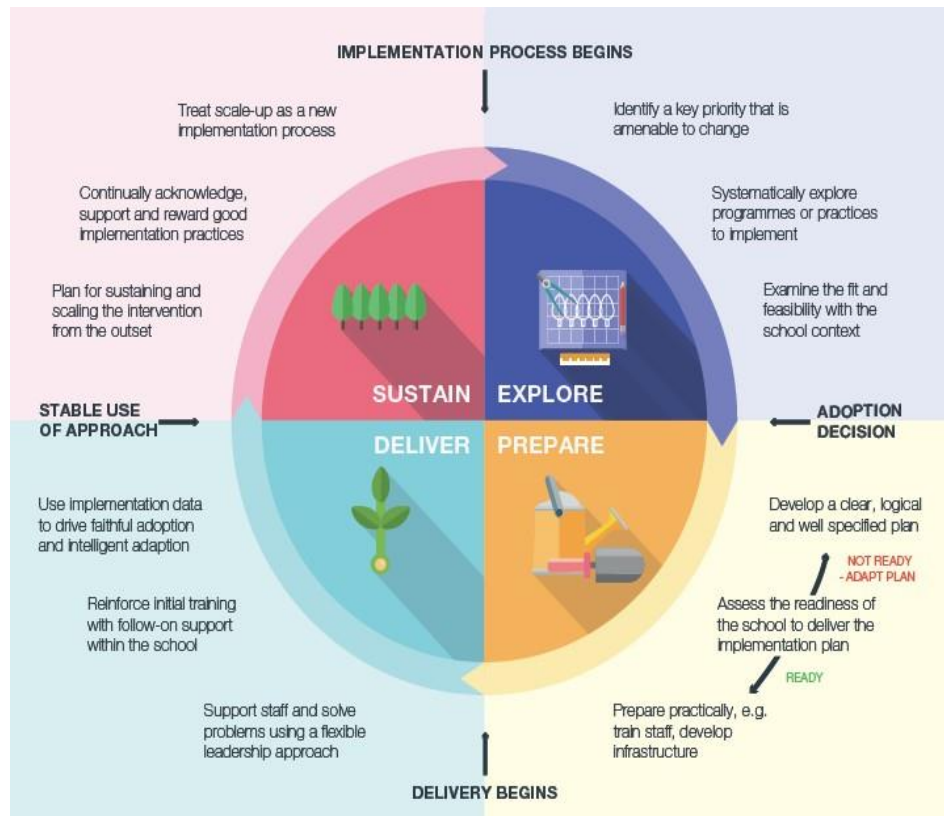 IMPLEMENTATION PROCESS BEGINS
Treat scale-up as a new
implementation process
Identify a key priority that is
amenable to change
Continually acknowledge,
support and reward good
implementation practices
Systematically explore
programmes or practices
to implement
Plan for sustaining and
scaling the intervention
from the outset
Examine the fit and
feasibility with the
school context
SUSTAIN
EXPLORE
STABLE USE
OF APPROACH
ADOPTION
DECISION
DELIVER
PREPARE
Use implementation data
to drive faithful adoption
and intelligent adaption
Develop a clear, logical
and well specified plan
NOT READY
- ADAPT PLAN
Reinforce initial training
with follow-on support
within the school
Assess the readiness of
the school to deliver the
implementation plan
READY
Support staff and solve
problems using a flexible
leadership approach
Prepare practically, e.g.
train staff, develop
infrastructure
DELIVERY BEGINS